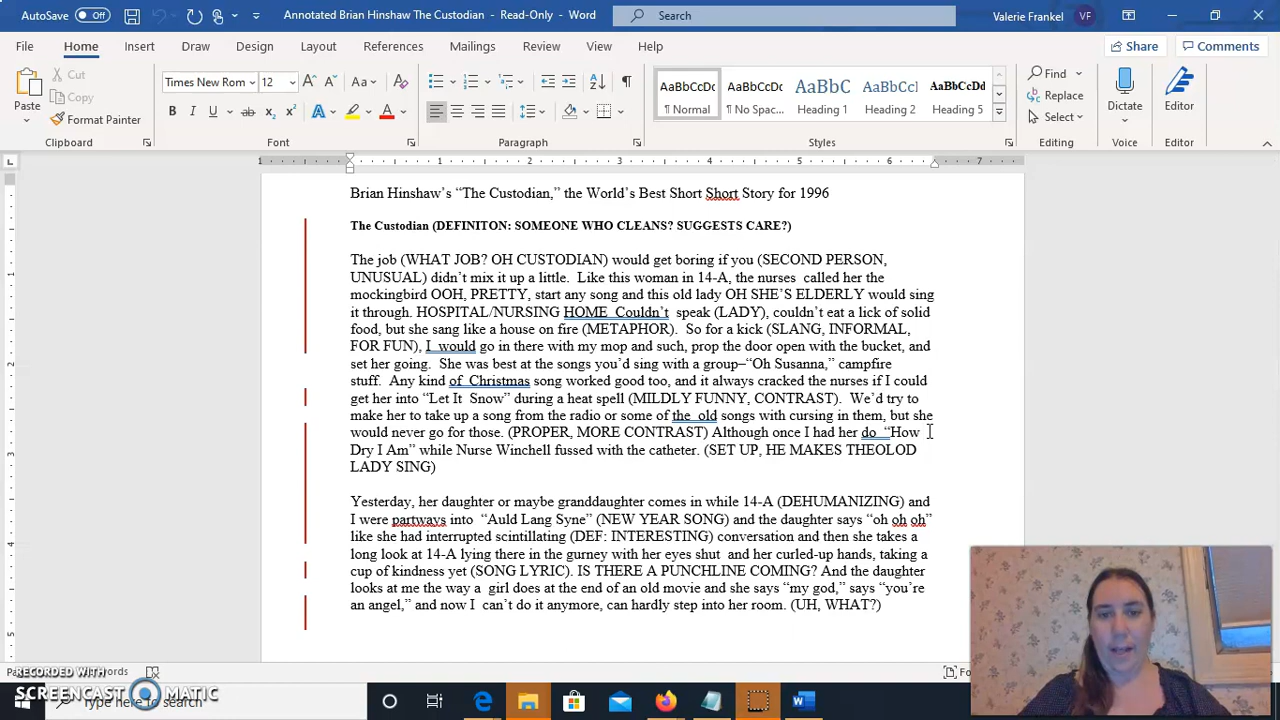 AutoSave Off
Annotated Brian Hinshaw The Custodian - Read-Only - Word
Search
Valerie Frankel VF
File Home Insert Draw Design Layout References Mailings Review View Help
Share Comments
Paste Cut Copy Format Painter
Times New Rom 12 Aa A
B I U ab x₂ x² A A
AaBbCcDc AaBbCcDc AaBbC AaBbCcl AaBbCcDd
¶ Normal ¶ No Spac... Heading 1 Heading 2 Heading 5
Find Replace Select
Dictate Editor
Clipboard Font Paragraph Styles Editing Voice Editor
1 1 2 3 4 5 6 7
Brian Hinshaw's “The Custodian,” the World's Best Short Short Story for 1996
The Custodian (DEFINITON: SOMEONE WHO CLEANS? SUGGESTS CARE?)
The job (WHAT JOB? OH CUSTODIAN) would get boring if you (SECOND PERSON,
UNUSUAL) didn't mix it up a little.  Like this woman in 14-A, the nurses  called her the
mockingbird OOH, PRETTY, start any song and this old lady OH SHE'S ELDERLY would sing
it through. HOSPITAL/NURSING HOME  Couldn't  speak (LADY), couldn't eat a lick of solid
food, but she sang like a house on fire (METAPHOR).  So for a kick (SLANG, INFORMAL,
FOR FUN), I  would go in there with my mop and such, prop the door open with the bucket, and
set her going.  She was best at the songs you'd sing with a group–“Oh Susanna,” campfire
stuff.  Any kind of  Christmas song worked good too, and it always cracked the nurses if I could
get her into “Let It  Snow” during a heat spell (MILDLY FUNNY, CONTRAST).  We'd try to
make her to take up a song from the radio or some of the  old songs with cursing in them, but she
would never go for those. (PROPER, MORE CONTRAST) Although once I had her do  “How
Dry I Am” while Nurse Winchell fussed with the catheter. (SET UP, HE MAKES THEOLOD
LADY SING)
Yesterday, her daughter or maybe granddaughter comes in while 14-A (DEHUMANIZING) and
I were partways into  “Auld Lang Syne” (NEW YEAR SONG) and the daughter says “oh oh oh”
like she had interrupted scintillating (DEF: INTERESTING) conversation and then she takes a
long look at 14-A lying there in the gurney with her eyes shut  and her curled-up hands, taking a
cup of kindness yet (SONG LYRIC). IS THERE A PUNCHLINE COMING? And the daughter
looks at me the way a  girl does at the end of an old movie and she says “my god,” says “you're
an angel,” and now I  can't do it anymore, can hardly step into her room. (UH, WHAT?)
RECORDED WITH
SCREENCAST MATIC
Type here to search